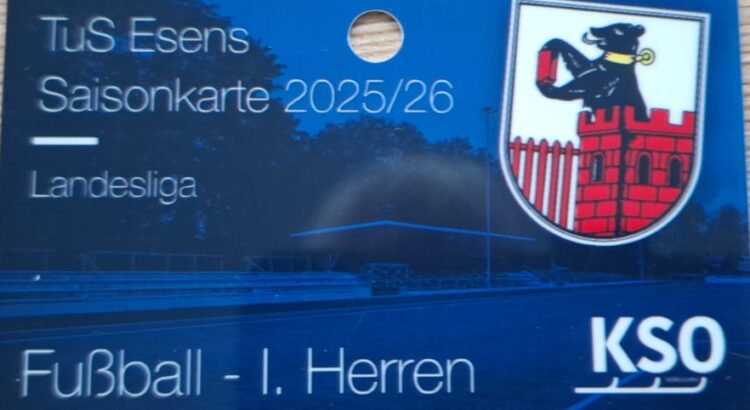 TuS Esens
Saisonkarte 2025/26
Landesliga
Fußball - I. Herren
KSO